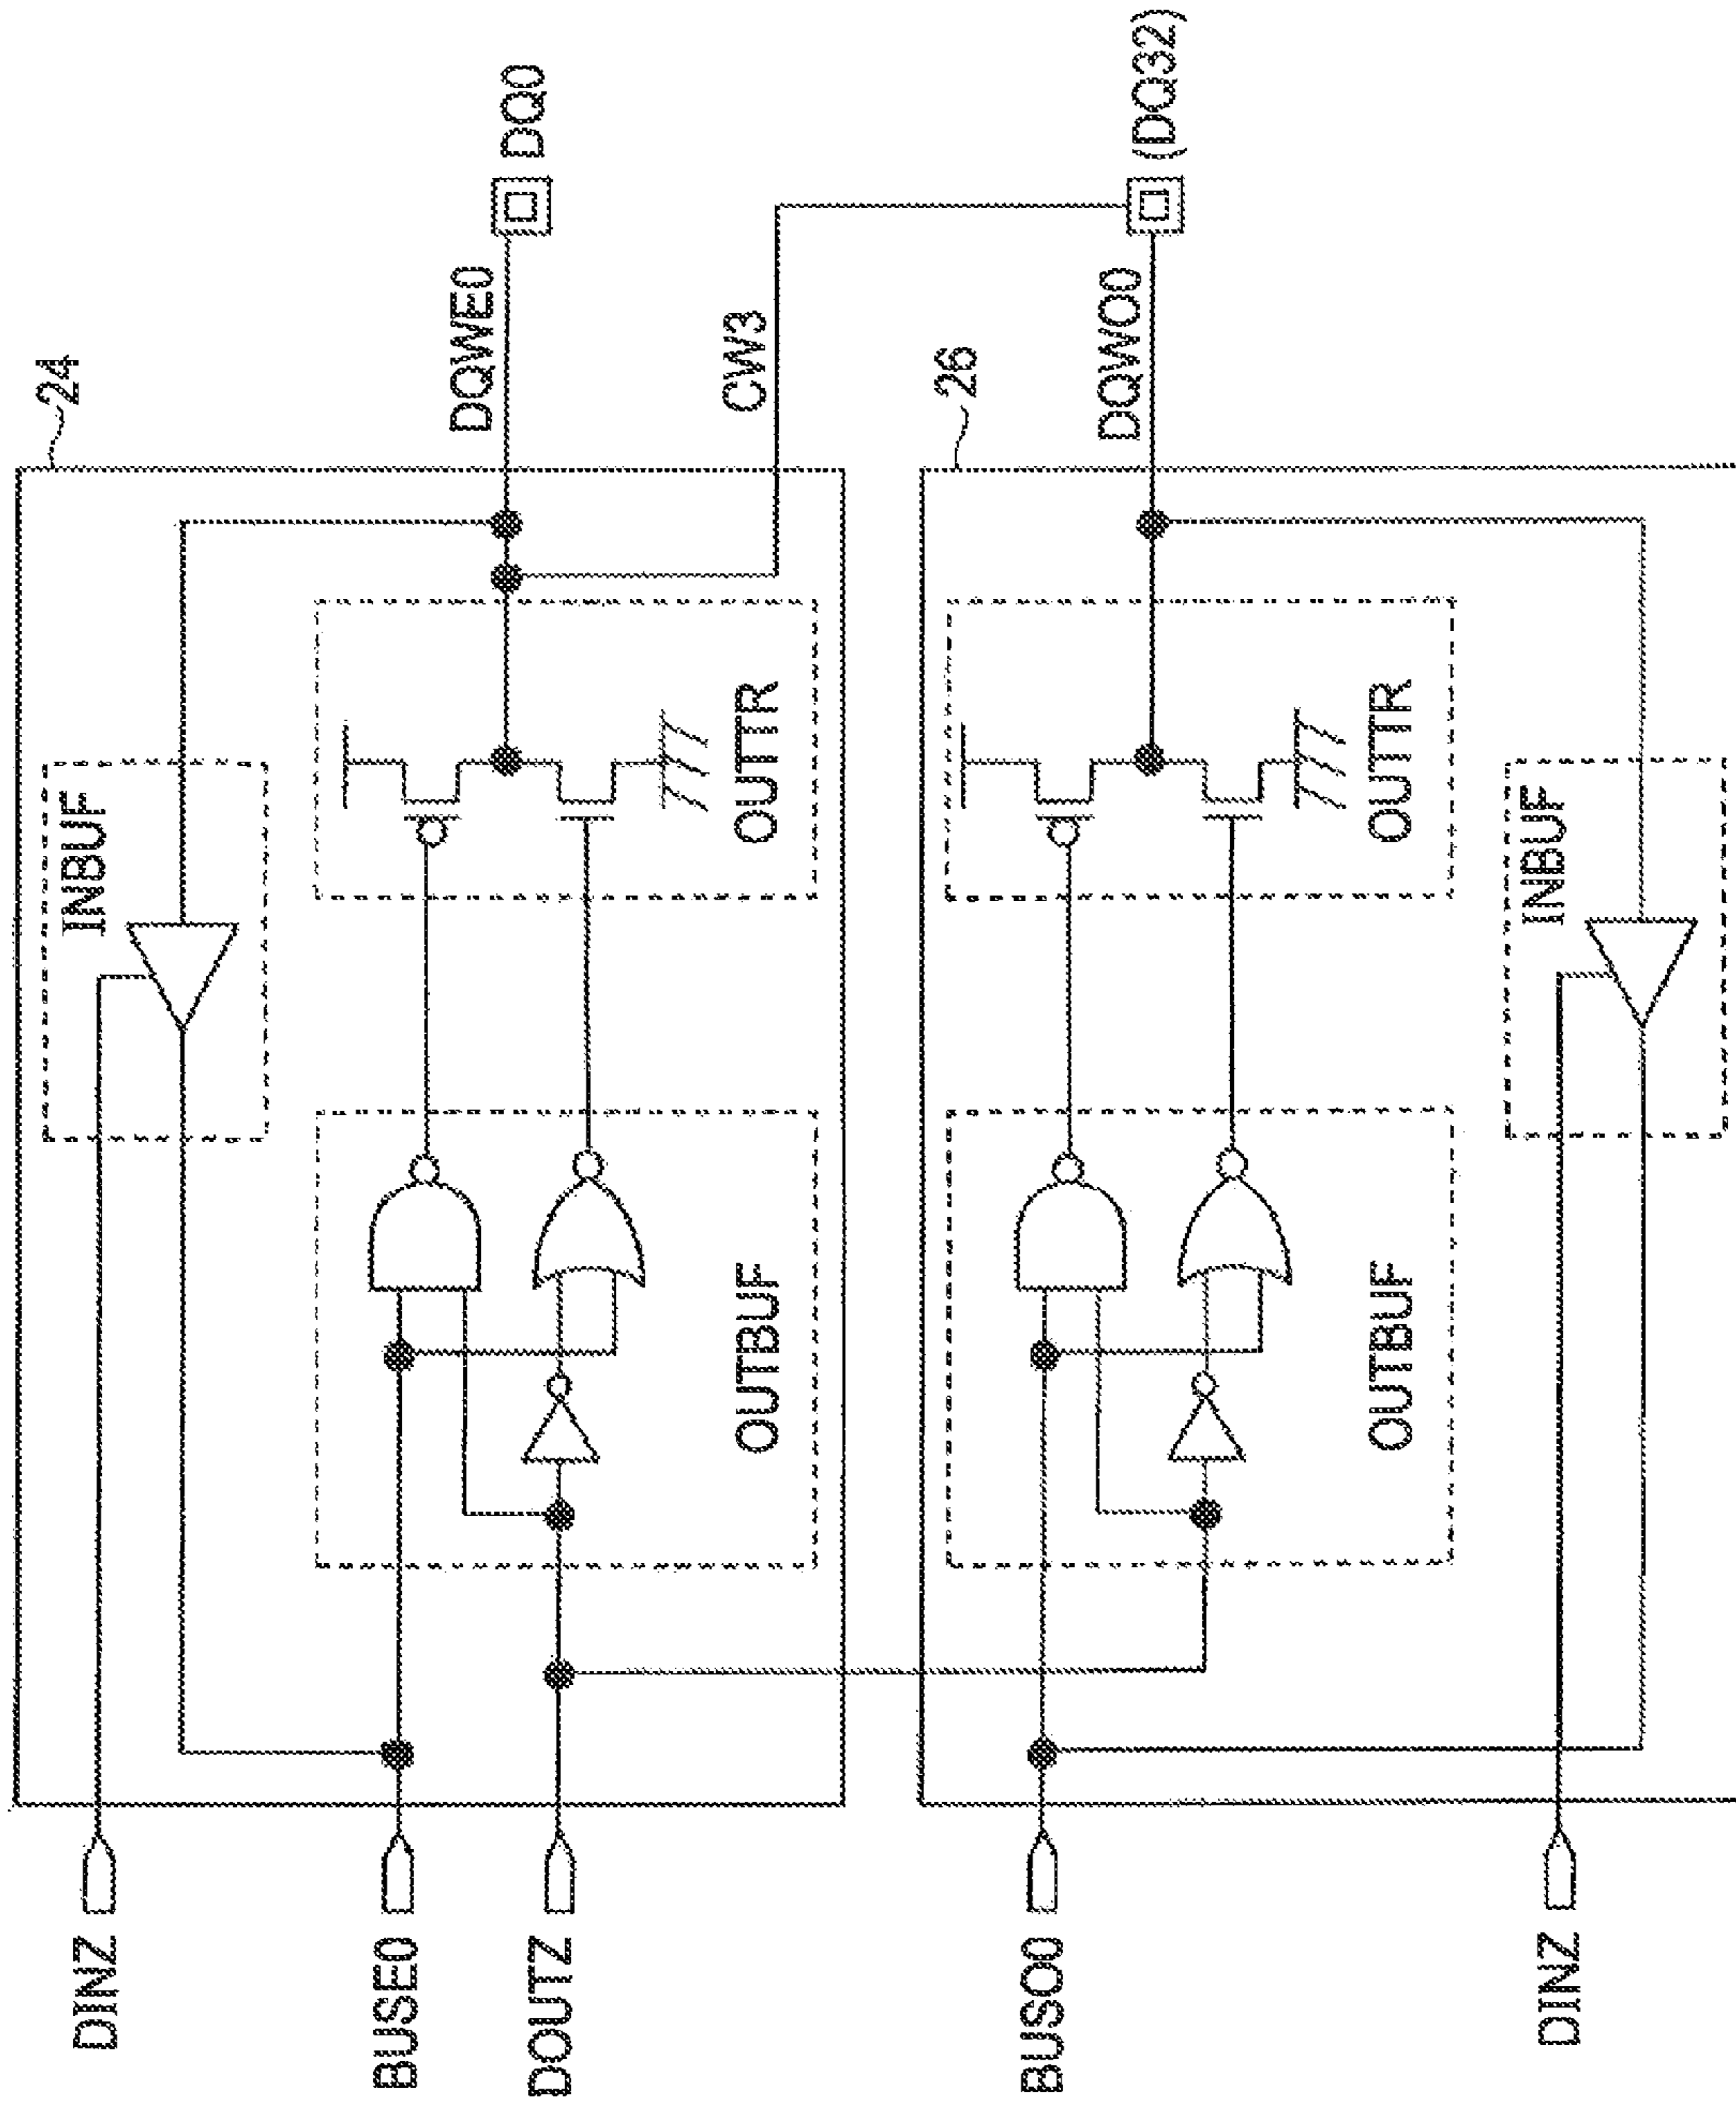 24
INBUF
DINZ
BUSE0
DOUTZ
OUTBUF
OUTTR
DQWE0
DQ0
CW3
26
BUSO0
OUTBUF
OUTTR
DQWO0
(DQ32)
INBUF
DINZ